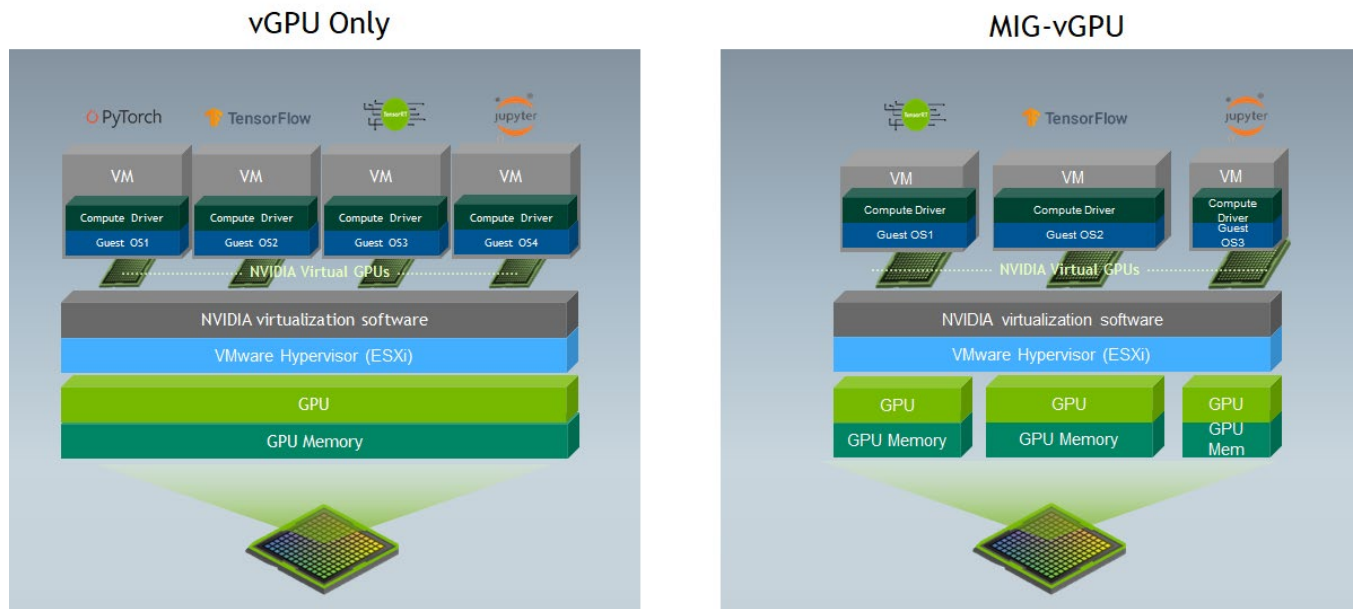 vGPU Only
PyTorch
TensorFlow
TensorRT
jupyter
VM
VM
VM
VM
Compute Driver
Compute Driver
Compute Driver
Compute Driver
Guest OS1
Guest OS2
Guest OS3
Guest OS4
NVIDIA Virtual GPUs
NVIDIA virtualization software
VMware Hypervisor (ESXi)
GPU
GPU Memory
MIG-vGPU
TensorRT
TensorFlow
jupyter
VM
VM
VM
Compute Driver
Compute Driver
Compute
Driver
Guest OS1
Guest OS2
Guest
OS3
NVIDIA Virtual GPUs
NVIDIA virtualization software
VMware Hypervisor (ESXi)
GPU
GPU
GPU
GPU Memory
GPU Memory
GPU
Mem